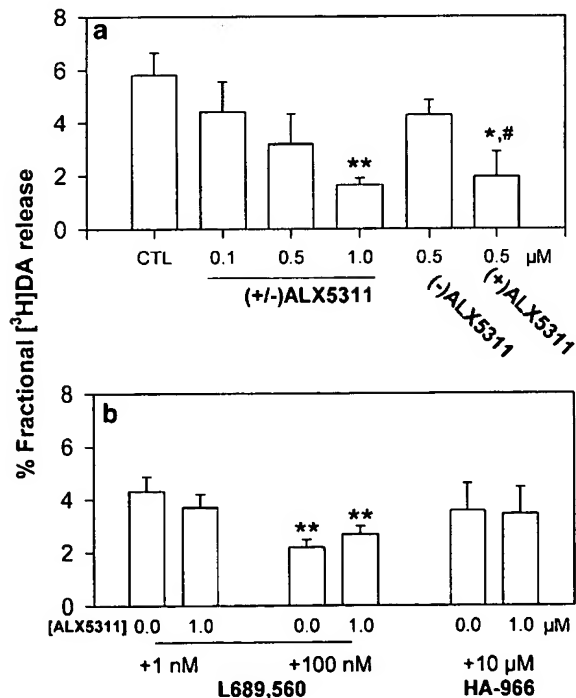 % Fractional [³H]DA release
8
a
6
*,#
4
**
2
0
CTL 0.1 0.5 1.0 0.5 0.5 µM
(+/-)ALX5311
(-)ALX5311
(+)ALX5311
8
b
6
4
** **
2
0
[ALX5311] 0.0 1.0 0.0 1.0 0.0 1.0 µM
+1 nM +100 nM +10 µM
L689,560 HA-966